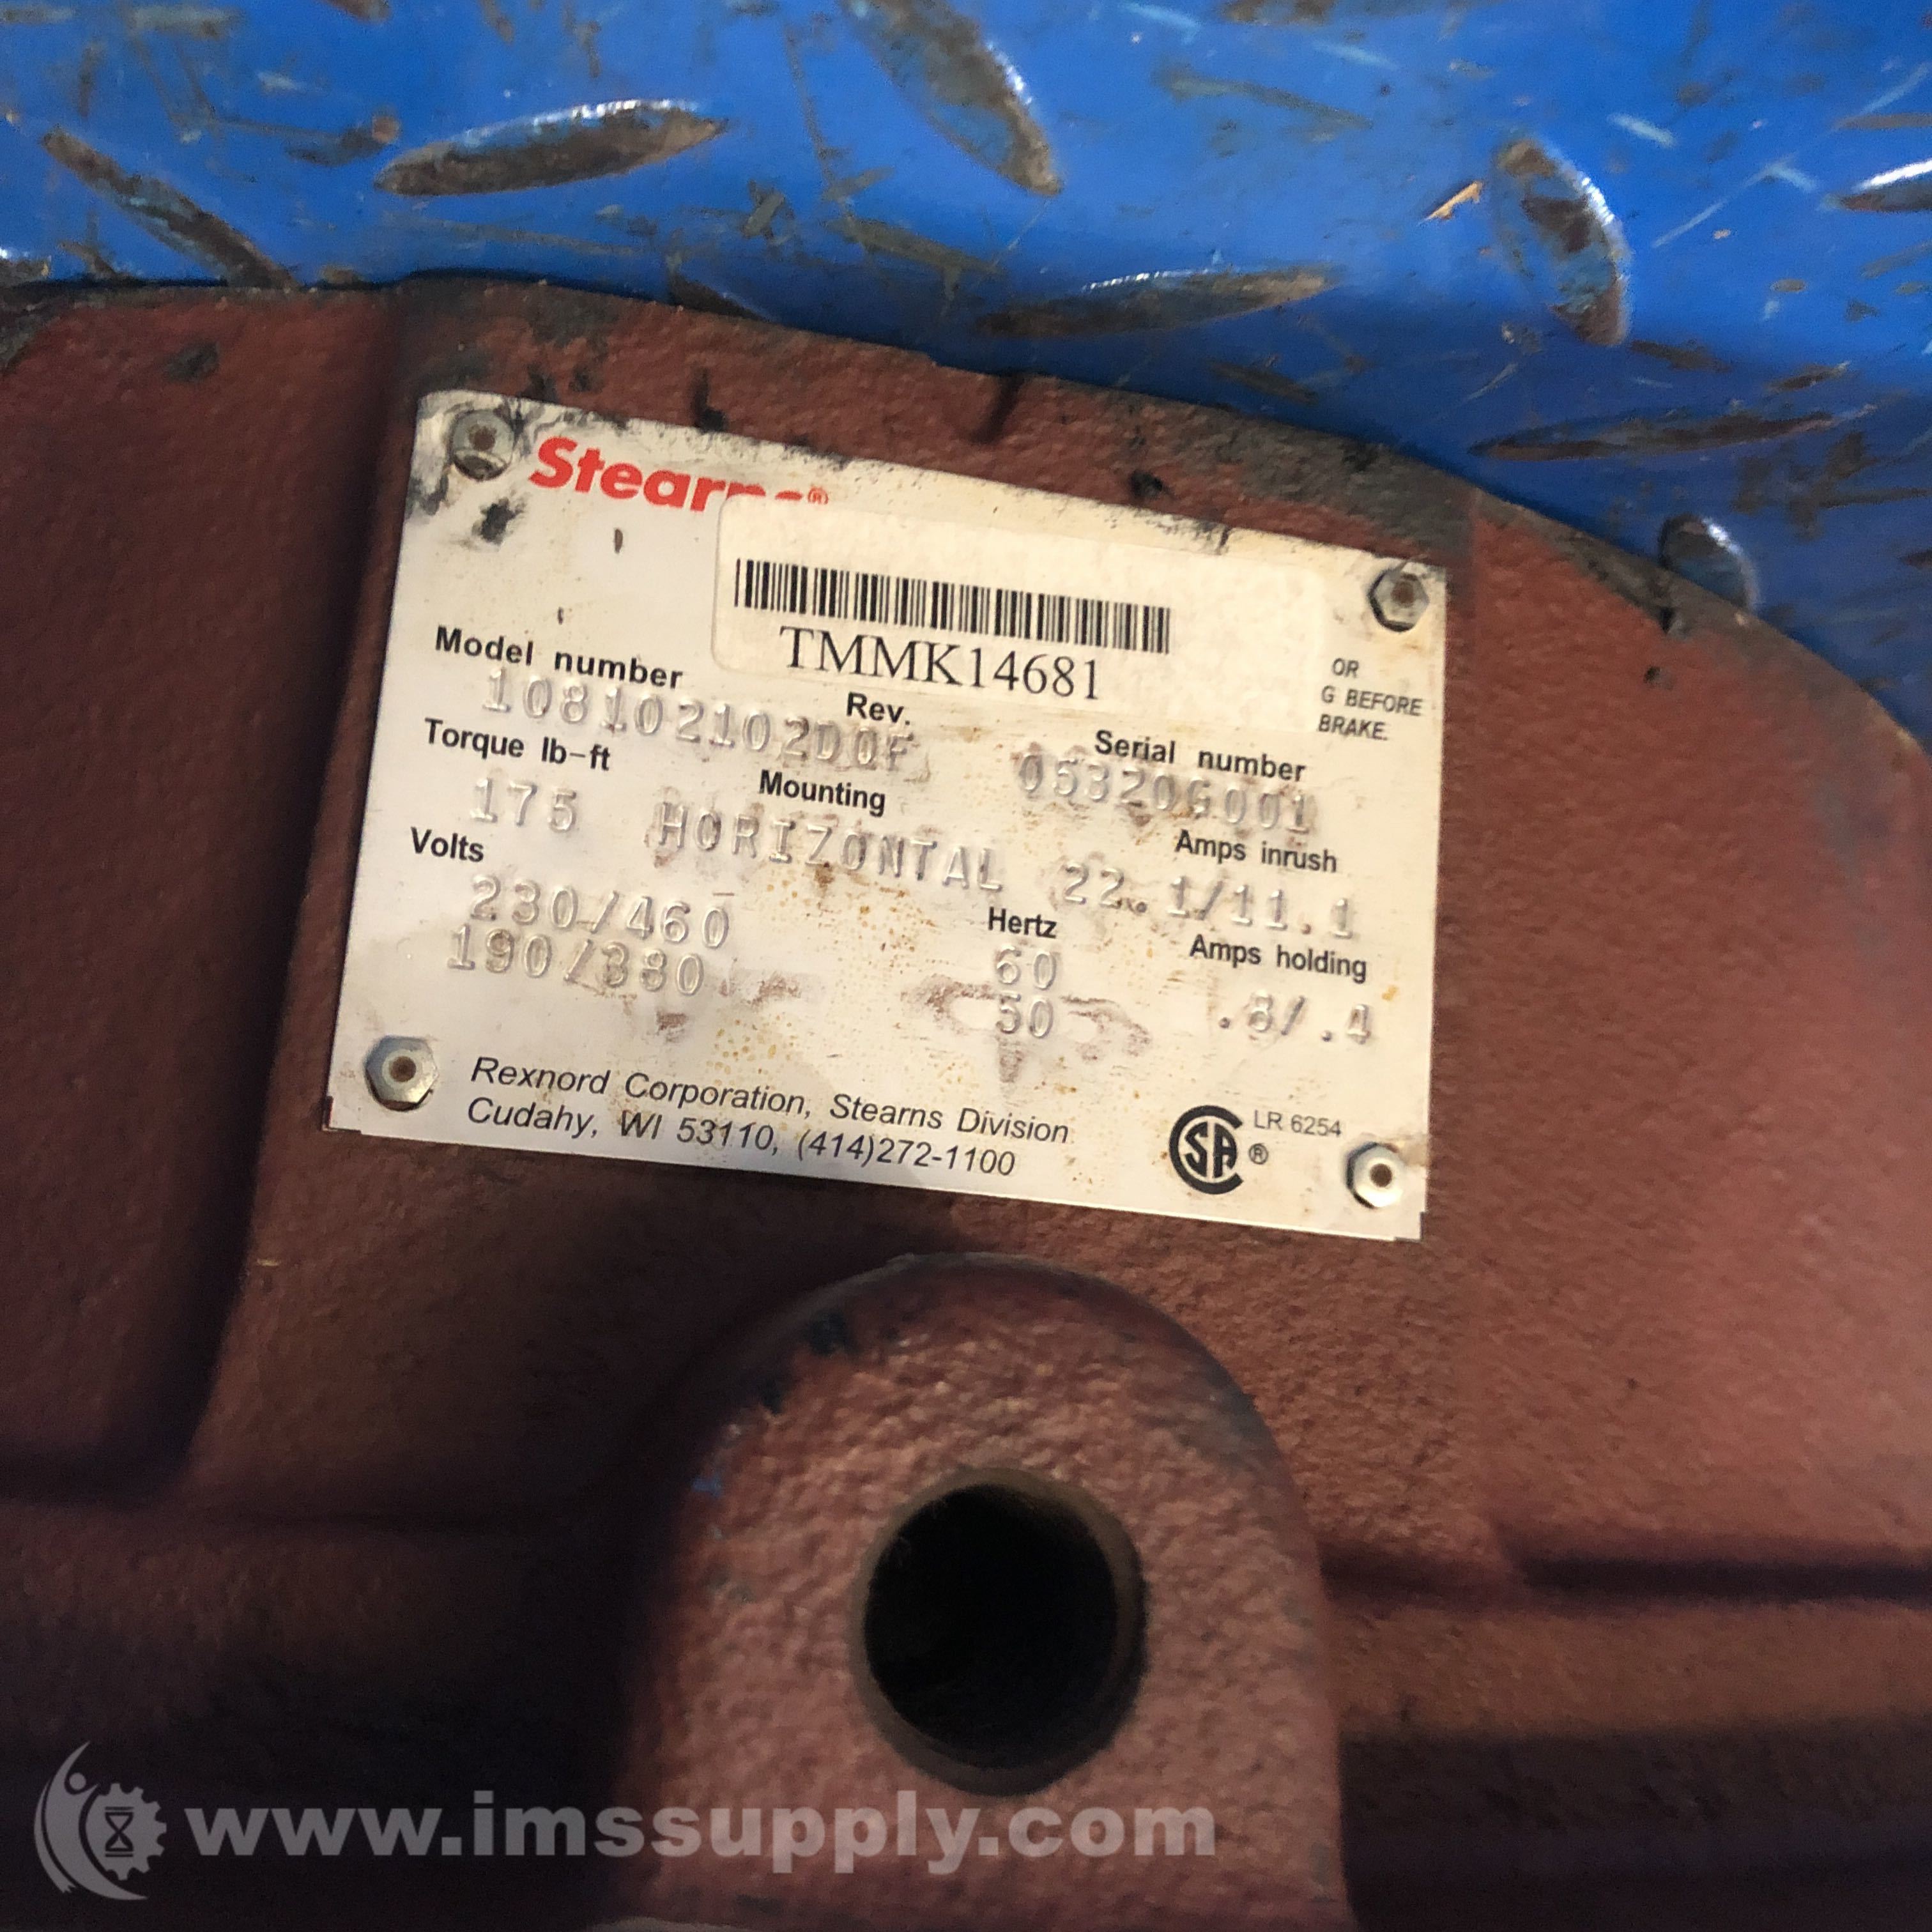 Stearns®
TMMK14681
OR
G BEFORE
BRAKE.
Model number
Rev.
Serial number
108102102D0F
05320G001
Torque lb-ft
Mounting
Amps inrush
175 HORIZONTAL 22.1/11.1
Volts
Hertz
Amps holding
230/460
60
190/380
50
.8/.4
Rexnord Corporation, Stearns Division
Cudahy, WI 53110, (414)272-1100
LR 6254
SA ®
www.imssupply.com